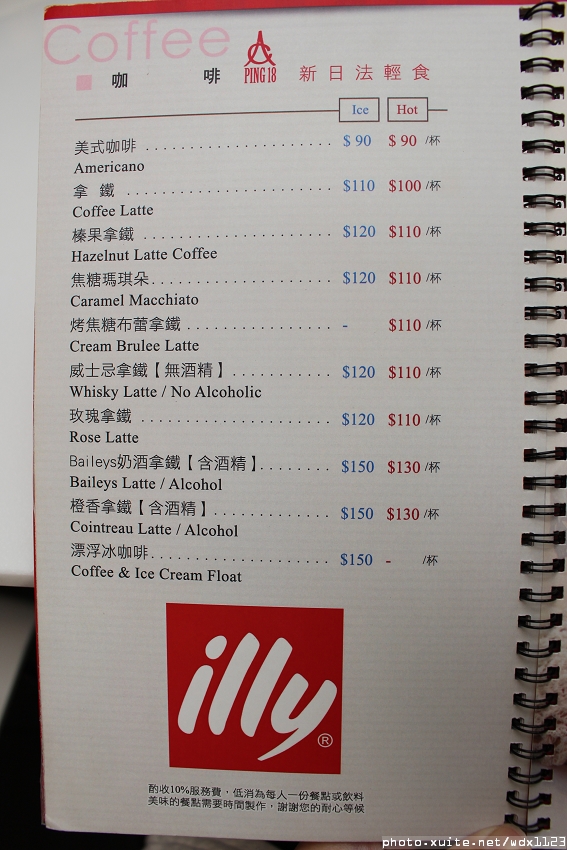 Coffee
咖 啡 PING 18 新日法輕食
Ice Hot
美式咖啡 ........................ $ 90 $ 90 /杯
Americano
拿 鐵 ........................ $110 $100 /杯
Coffee Latte
榛果拿鐵 ...................... $120 $110 /杯
Hazelnut Latte Coffee
焦糖瑪琪朵..................... $120 $110 /杯
Caramel Macchiato
烤焦糖布蕾拿鐵 ................. - $110 /杯
Cream Brulee Latte
威士忌拿鐵【無酒精】 ............ $120 $110 /杯
Whisky Latte / No Alcoholic
玫瑰拿鐵 ...................... $120 $110 /杯
Rose Latte
Baileys奶酒拿鐵【含酒精】........ $150 $130 /杯
Baileys Latte / Alcohol
橙香拿鐵【含酒精】.............. $150 $130 /杯
Cointreau Latte / Alcohol
漂浮冰咖啡..................... $150 - /杯
Coffee & Ice Cream Float
illy®
酌收10%服務費，低消為每人一份餐點或飲料
美味的餐點需要時間製作，謝謝您的耐心等候
photo.xuite.net/wdx1123